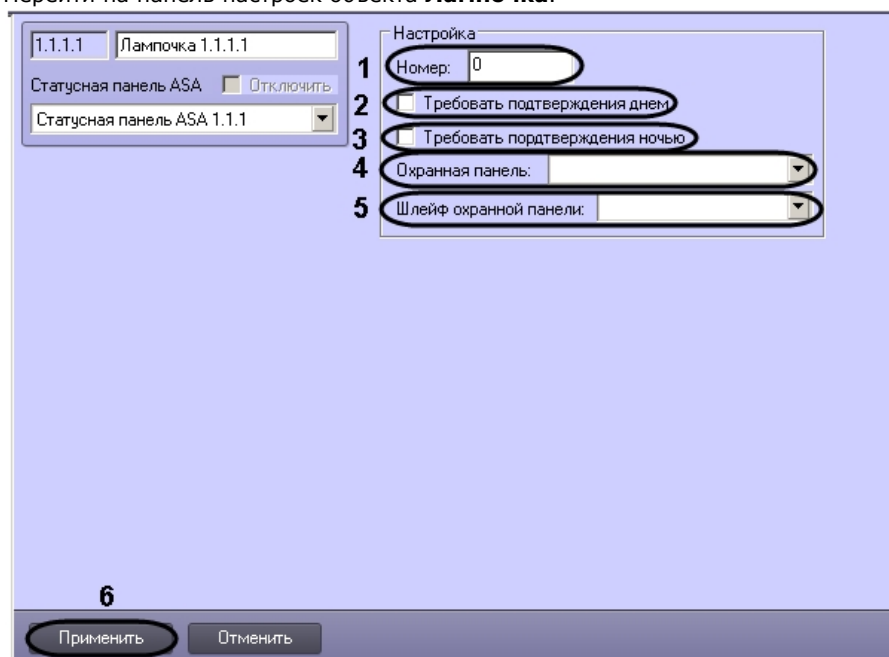 Перейти на панель настроек объекта Лампочка.
1.1.1.1 Лампочка 1.1.1.1
Статусная панель ASA Отключить
Статусная панель ASA 1.1.1
Настройка
1 Номер: 0
2 Требовать подтверждения днем
3 Требовать пордтверждения ночью
4 Охранная панель:
5 Шлейф охранной панели:
6
Применить Отменить